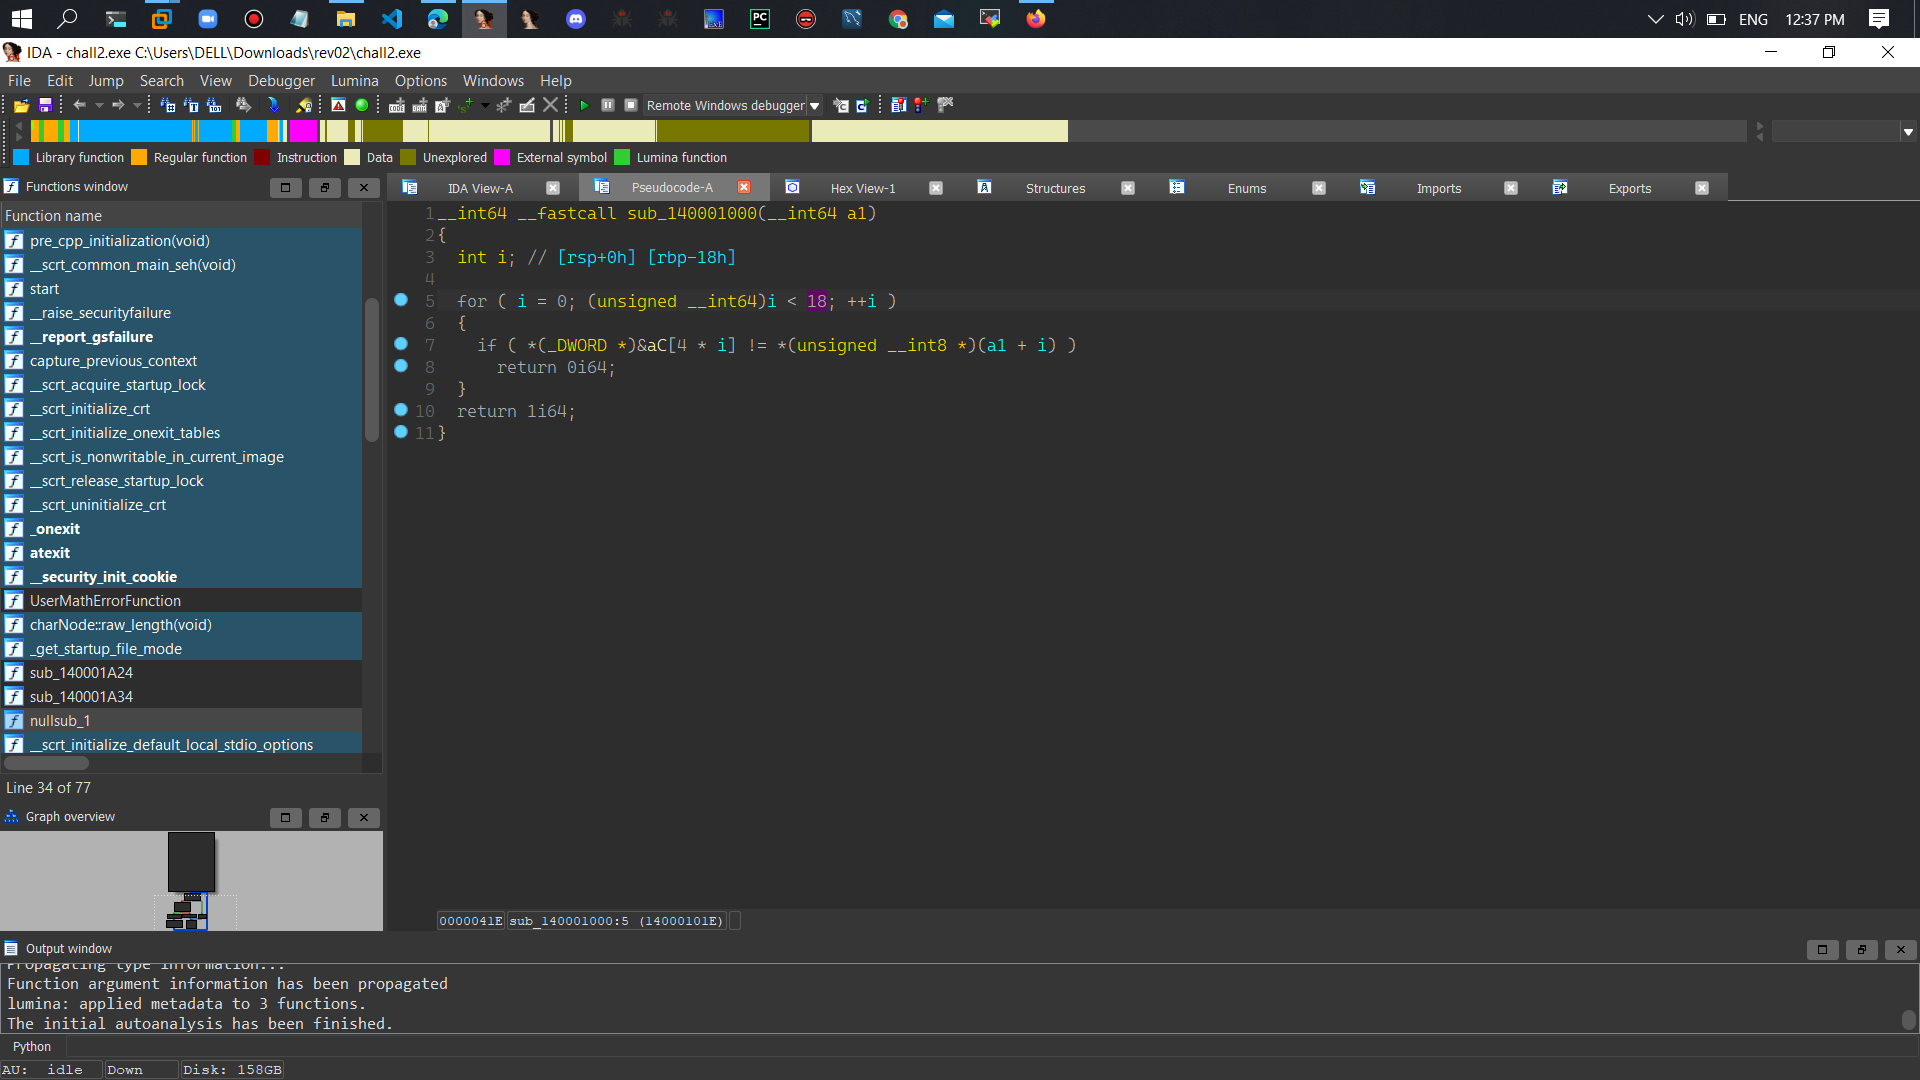 ENG
12:37 PM
IDA - chall2.exe C:\Users\DELL\Downloads\rev02\chall2.exe
File Edit Jump Search View Debugger Lumina Options Windows Help
Remote Windows debugger
Library function Regular function Instruction Data Unexplored External symbol Lumina function
Functions window
IDA View-A Pseudocode-A Hex View-1 Structures Enums Imports Exports
Function name
pre_cpp_initialization(void)
__scrt_common_main_seh(void)
start
__raise_securityfailure
__report_gsfailure
capture_previous_context
__scrt_acquire_startup_lock
__scrt_initialize_crt
__scrt_initialize_onexit_tables
__scrt_is_nonwritable_in_current_image
__scrt_release_startup_lock
__scrt_uninitialize_crt
_onexit
atexit
__security_init_cookie
UserMathErrorFunction
charNode::raw_length(void)
_get_startup_file_mode
sub_140001A24
sub_140001A34
nullsub_1
__scrt_initialize_default_local_stdio_options
Line 34 of 77
Graph overview
1 __int64 __fastcall sub_140001000(__int64 a1)
2 {
3 int i; // [rsp+0h] [rbp-18h]
4
5 for ( i = 0; (unsigned __int64)i < 18; ++i )
6 {
7 if ( *(_DWORD *)&aC[4 * i] != *(unsigned __int8 *)(a1 + i) )
8 return 0i64;
9 }
10 return 1i64;
11 }
0000041E sub_140001000:5 (14000101E)
Output window
Propagating type information...
Function argument information has been propagated
lumina: applied metadata to 3 functions.
The initial autoanalysis has been finished.
Python
AU: idle Down Disk: 158GB